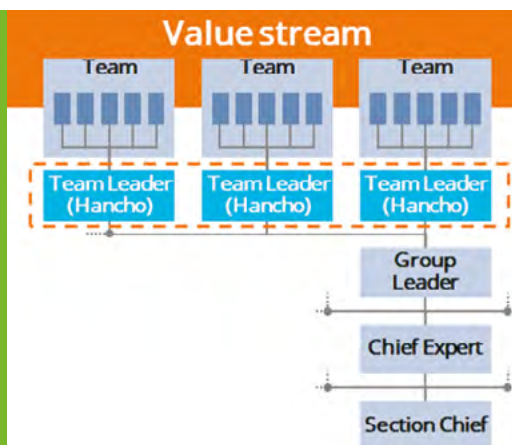 Value stream
Team Team Team
Team Leader Team Leader Team Leader
(Hancho) (Hancho) (Hancho)
Group
Leader
Chief Expert
Section Chief